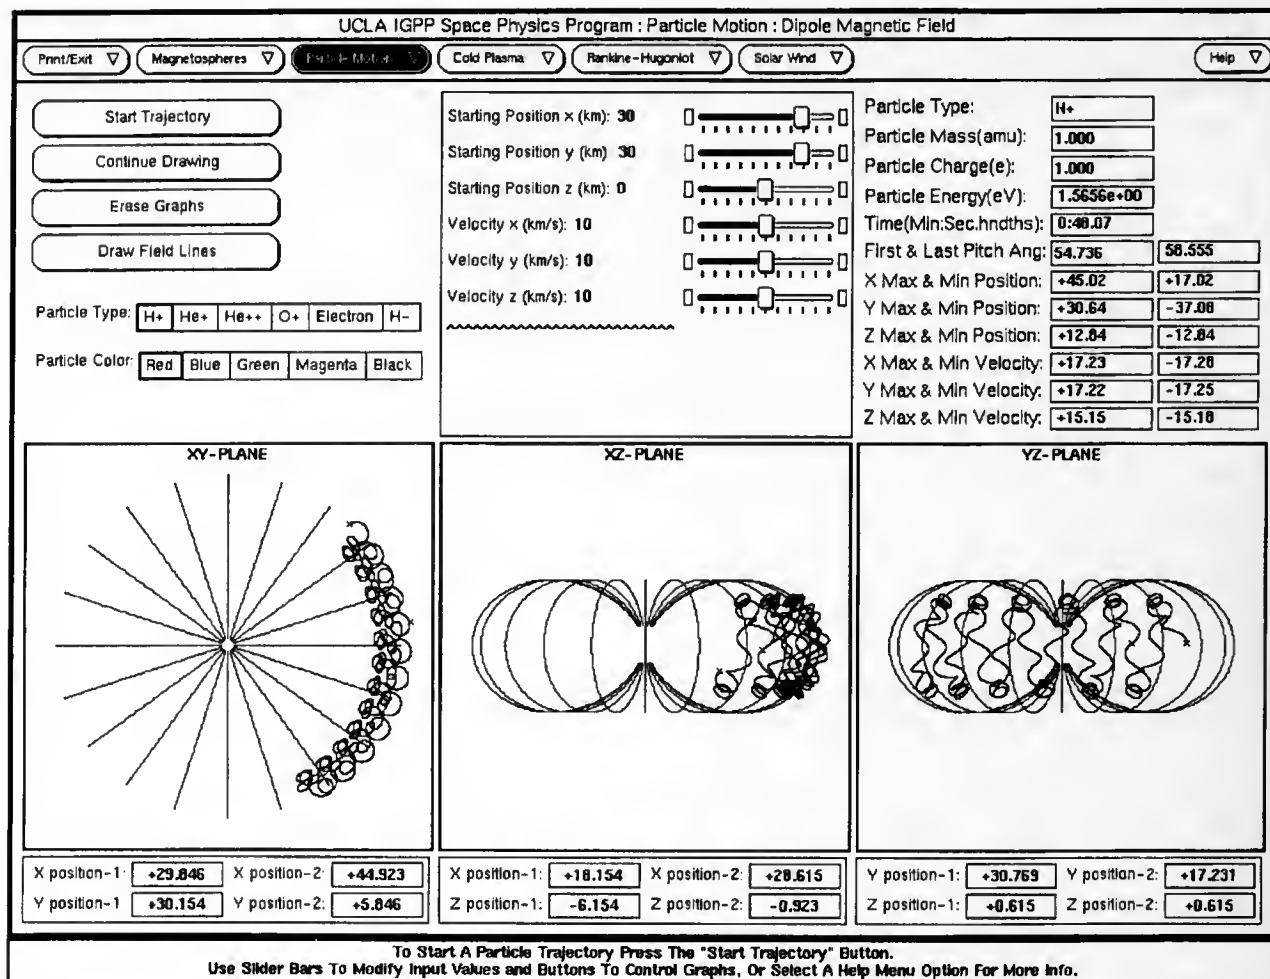 UCLA IGPP Space Physics Program : Particle Motion : Dipole Magnetic Field
Print/Exit Magnetospheres Particle Motion Cold Plasma Rankine-Hugoniot Solar Wind Help
Start Trajectory
Continue Drawing
Erase Graphs
Draw Field Lines
Particle Type: H+ He+ He++ O+ Electron H-
Particle Color: Red Blue Green Magenta Black
Starting Position x (km): 30
Starting Position y (km) 30
Starting Position z (km): 0
Velocity x (km/s): 10
Velocity y (km/s): 10
Velocity z (km/s): 10
Particle Type: H+
Particle Mass(amu): 1.000
Particle Charge(e): 1.000
Particle Energy(eV): 1.5656e+00
Time(Min:Sec.hndths): 0:48.07
First & Last Pitch Ang: 54.736 58.555
X Max & Min Position: +45.02 +17.02
Y Max & Min Position: +30.64 -37.08
Z Max & Min Position: +12.84 -12.84
X Max & Min Velocity: +17.23 -17.28
Y Max & Min Velocity: +17.22 -17.25
Z Max & Min Velocity: +15.15 -15.18
XY-PLANE
XZ-PLANE
YZ-PLANE
X position-1: +29.846 X position-2: +44.923
Y position-1 +30.154 Y position-2: +5.846
X position-1: +18.154 X position-2: +28.615
Z position-1: -6.154 Z position-2: -0.923
Y position-1: +30.769 Y position-2: +17.231
Z position-1: +0.615 Z position-2: +0.615
To Start A Particle Trajectory Press The "Start Trajectory" Button.
Use Slider Bars To Modify Input Values and Buttons To Control Graphs, Or Select A Help Menu Option For More Info.